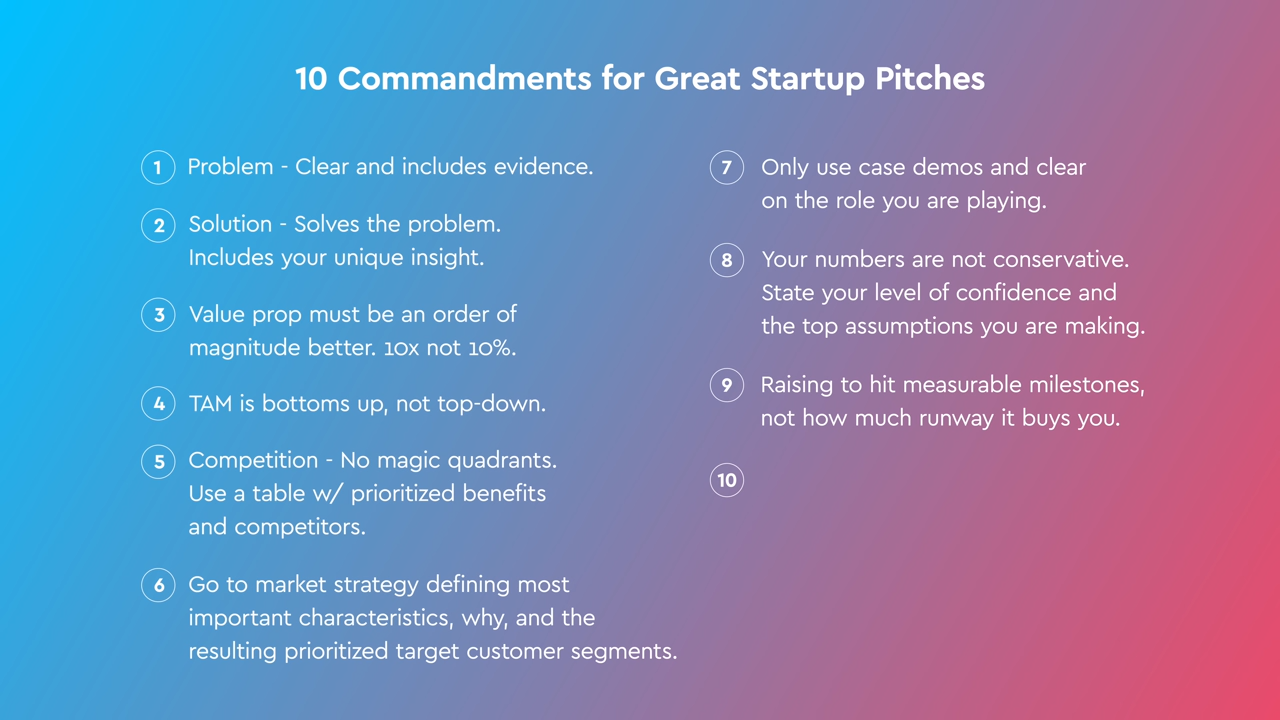 10 Commandments for Great Startup Pitches
1 Problem - Clear and includes evidence.
2 Solution - Solves the problem.
Includes your unique insight.
3 Value prop must be an order of
magnitude better. 10x not 10%.
4 TAM is bottoms up, not top-down.
5 Competition - No magic quadrants.
Use a table w/ prioritized benefits
and competitors.
6 Go to market strategy defining most
important characteristics, why, and the
resulting prioritized target customer segments.
7 Only use case demos and clear
on the role you are playing.
8 Your numbers are not conservative.
State your level of confidence and
the top assumptions you are making.
9 Raising to hit measurable milestones,
not how much runway it buys you.
10